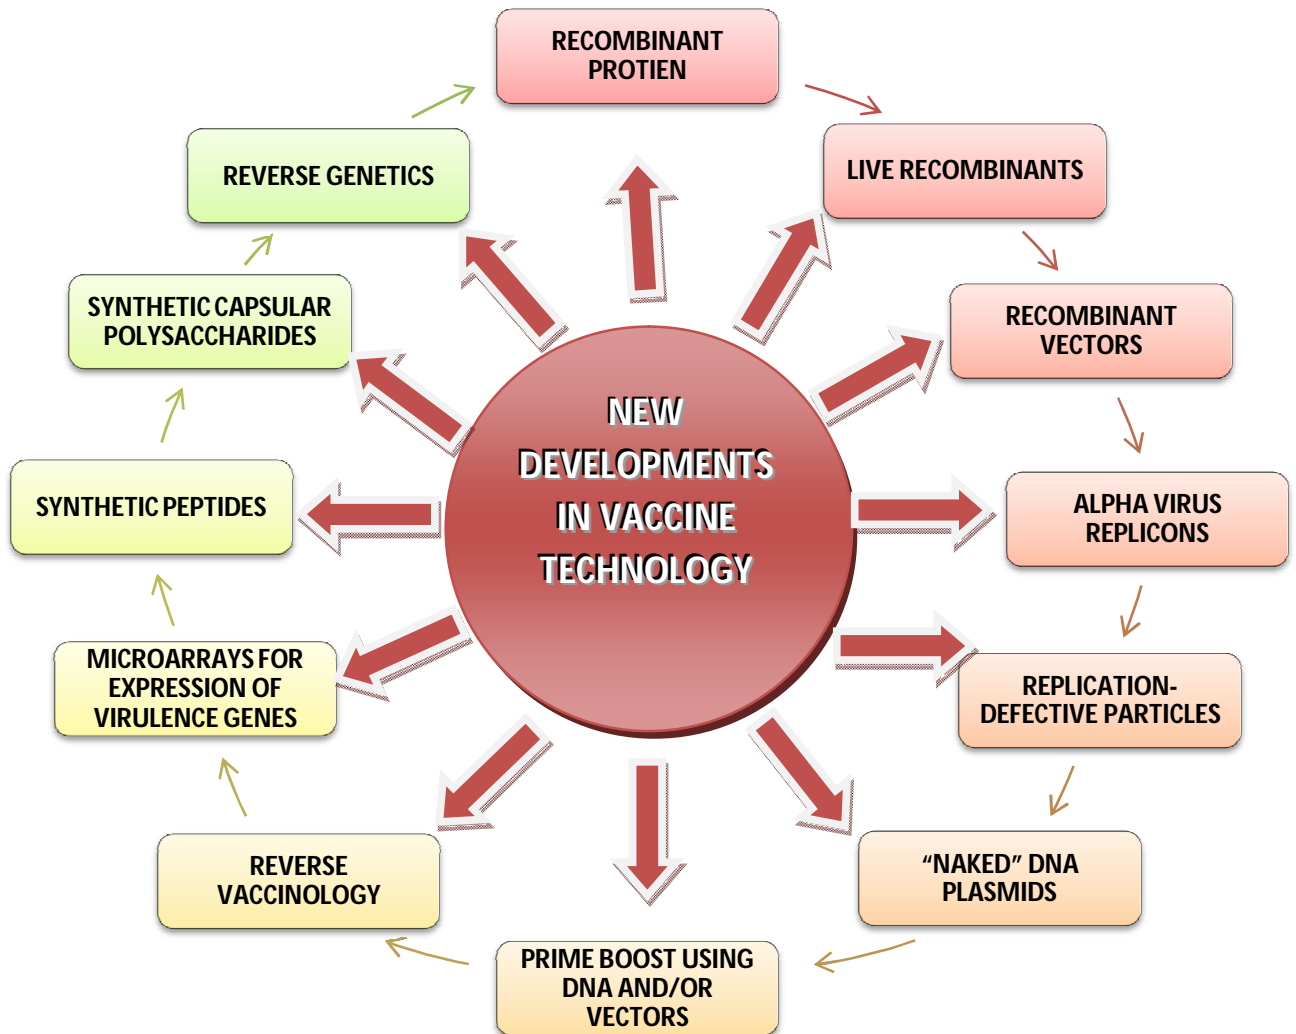 RECOMBINANT
PROTIEN
LIVE RECOMBINANTS
RECOMBINANT
VECTORS
ALPHA VIRUS
REPLICONS
REPLICATION-
DEFECTIVE PARTICLES
“NAKED” DNA
PLASMIDS
PRIME BOOST USING
DNA AND/OR
VECTORS
REVERSE
VACCINOLOGY
MICROARRAYS FOR
EXPRESSION OF
VIRULENCE GENES
SYNTHETIC PEPTIDES
SYNTHETIC CAPSULAR
POLYSACCHARIDES
REVERSE GENETICS
NEW
DEVELOPMENTS
IN VACCINE
TECHNOLOGY